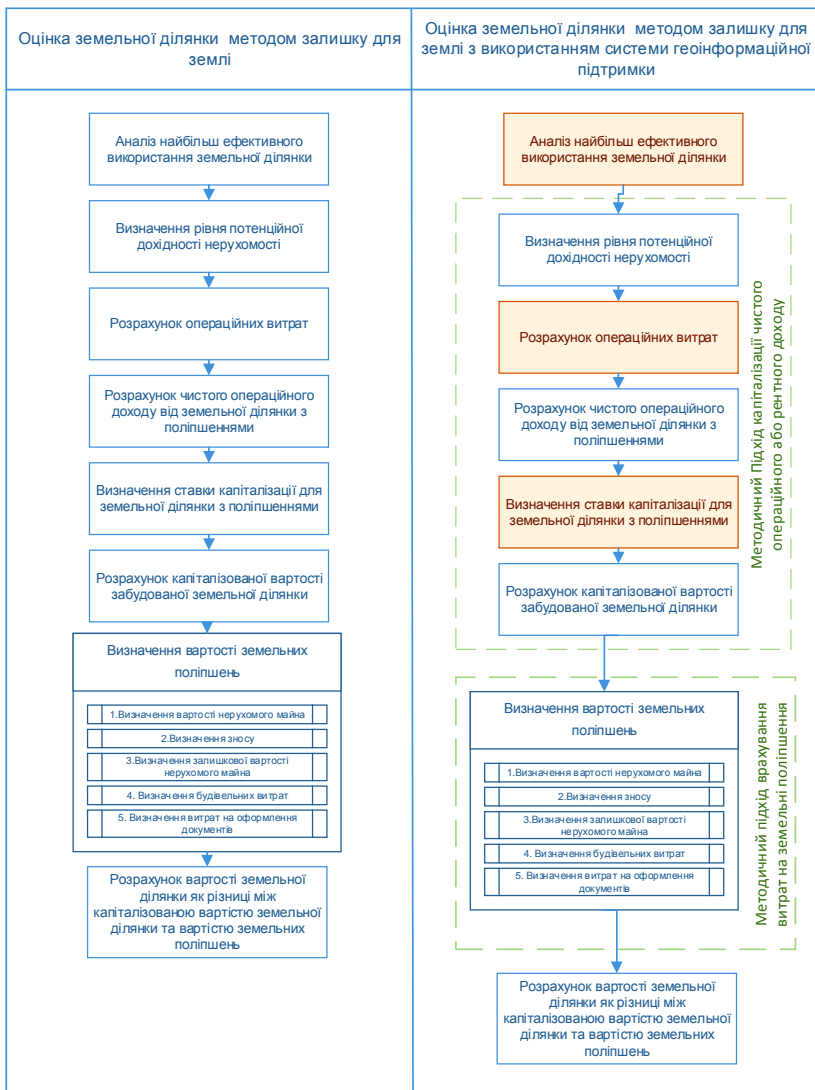 Оцінка земельної ділянки методом залишку для
землі
Аналіз найбільш ефективного
використання земельної ділянки
Визначення рівня потенційної
дохідності нерухомості
Розрахунок операційних витрат
Розрахунок чистого операційного
доходу від земельної ділянки з
поліпшеннями
Визначення ставки капіталізації для
земельної ділянки з поліпшеннями
Розрахунок капіталізованої вартості
забудованої земельної ділянки
Визначення вартості земельних
поліпшень
1.Визначення вартості нерухомого майна
2.Визначення зносу
3.Визначення залишкової вартості
нерухомого майна
4. Визначення будівельних витрат
5. Визначення витрат на оформлення
документів
Розрахунок вартості земельної
ділянки як різниці між
капіталізованою вартістю земельної
ділянки та вартістю земельних
поліпшень
Оцінка земельної ділянки методом залишку для
землі з використанням системи геоінформаційної
підтримки
Аналіз найбільш ефективного
використання земельної ділянки
Визначення рівня потенційної
дохідності нерухомості
Розрахунок операційних витрат
Розрахунок чистого операційного
доходу від земельної ділянки з
поліпшеннями
Визначення ставки капіталізації для
земельної ділянки з поліпшеннями
Розрахунок капіталізованої вартості
забудованої земельної ділянки
Методичний Підхід капіталізації чистого
операційного або рентного доходу
Визначення вартості земельних
поліпшень
1.Визначення вартості нерухомого майна
2.Визначення зносу
3.Визначення залишкової вартості
нерухомого майна
4. Визначення будівельних витрат
5. Визначення витрат на оформлення
документів
Методичний підхід врахування
витрат на земельні поліпшення
Розрахунок вартості земельної
ділянки як різниці між
капіталізованою вартістю земельної
ділянки та вартістю земельних
поліпшень